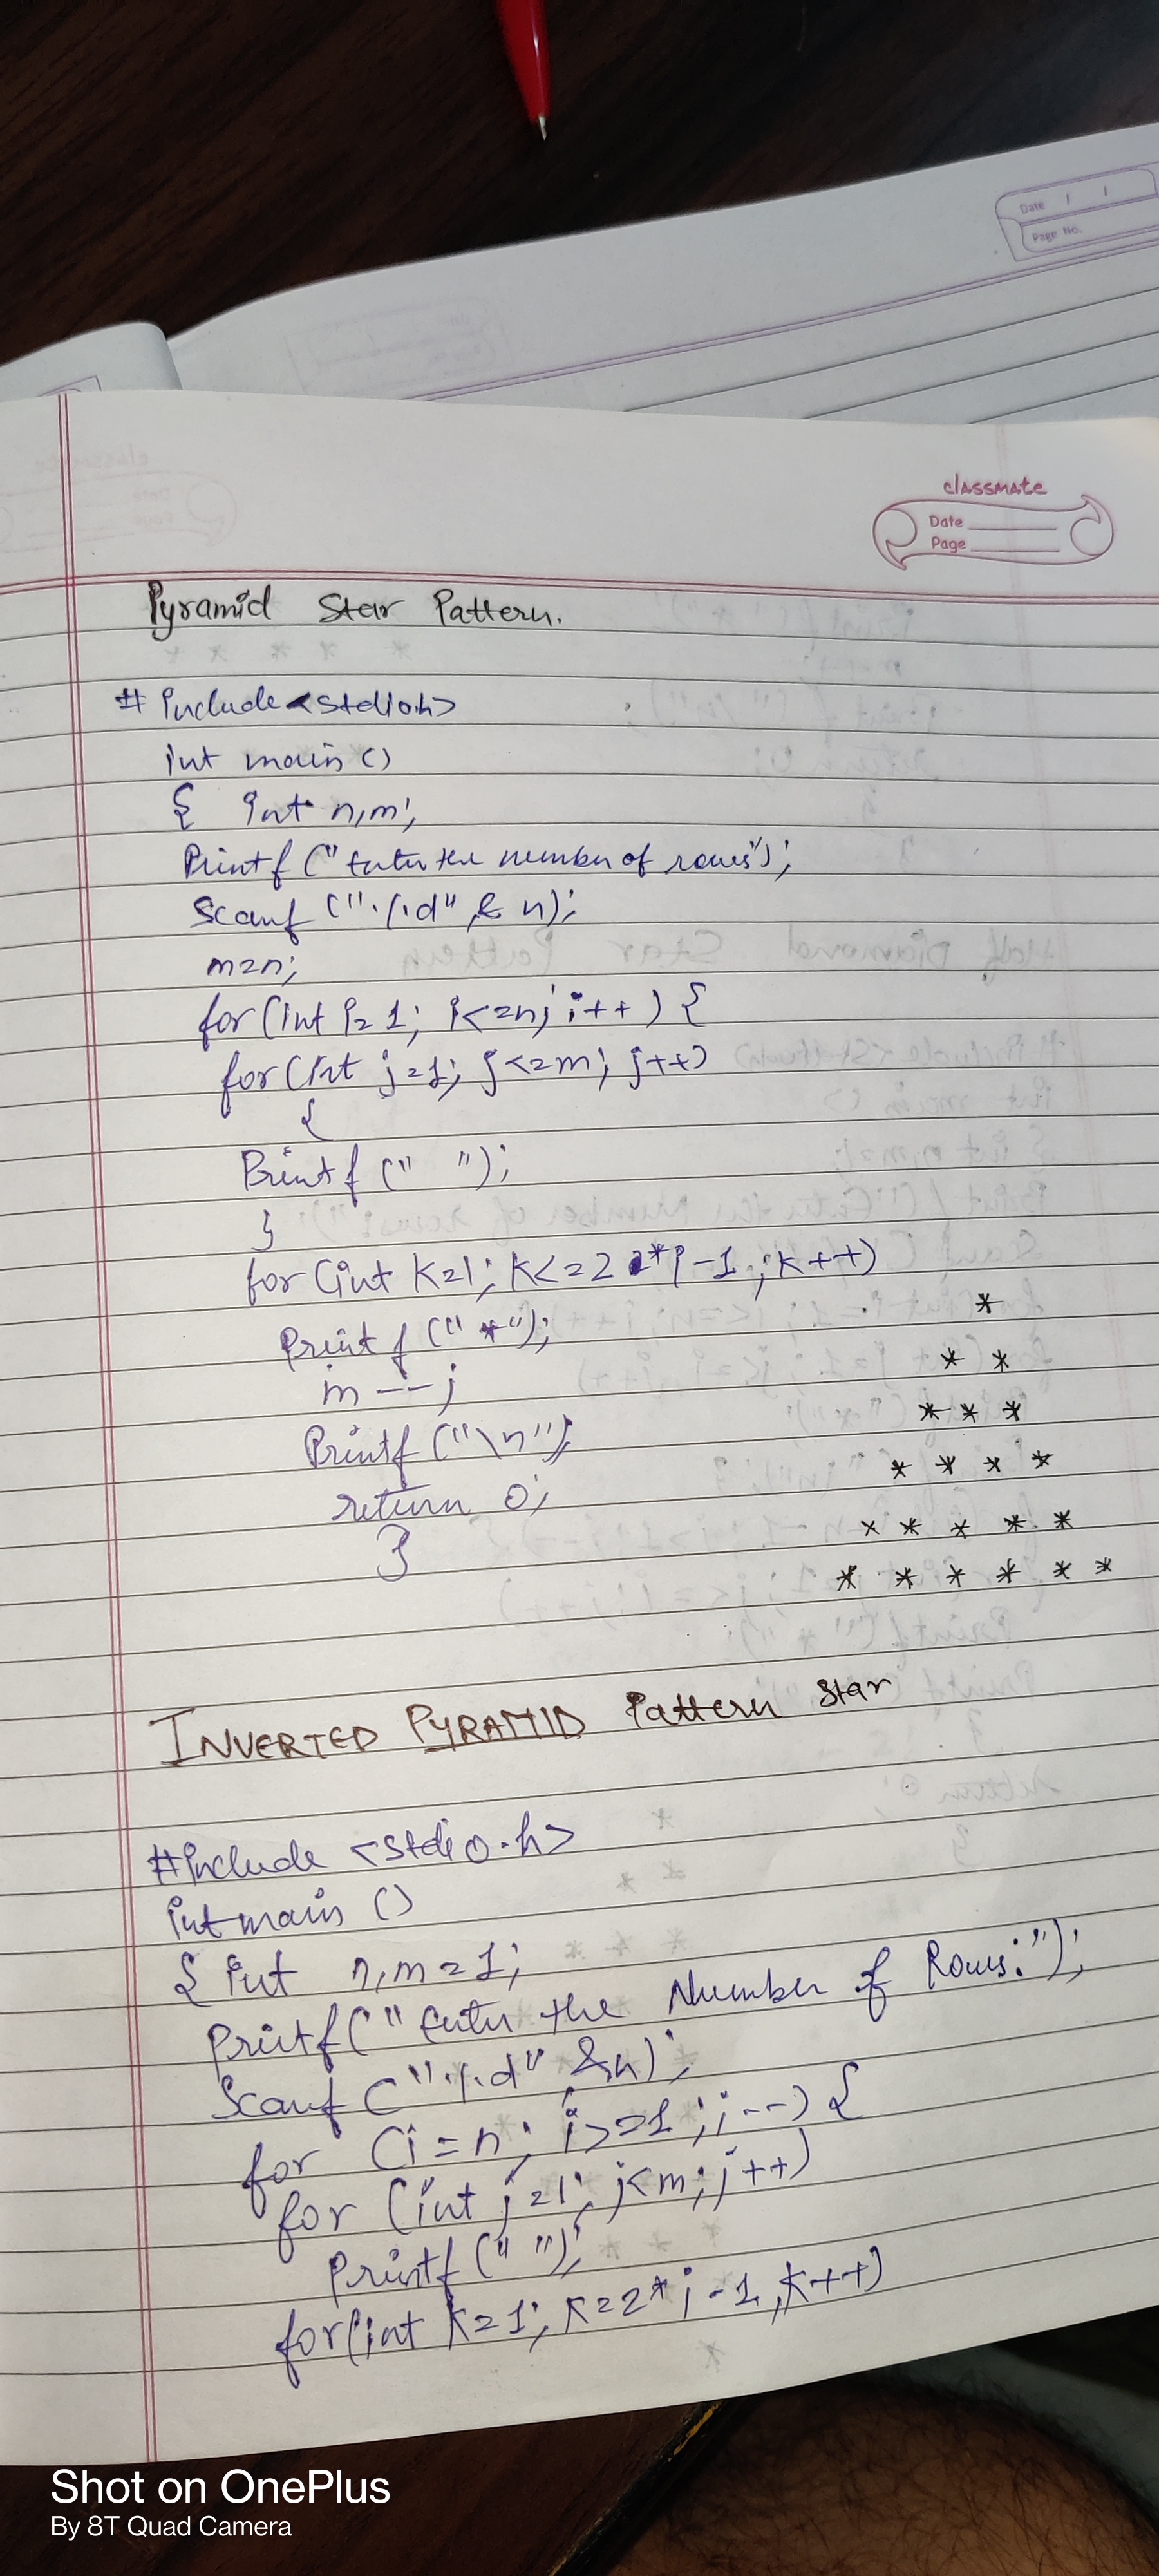 Date / /
Page No.
classmate
Date
Page
Pyramid Star Pattern.
# include <stdioh>
int main ()
{ int n,m;
Printf ("Enter the number of rows");
Scanf ("%d", & n);
m=n;
for (int i=1; i<=n; i++) {
for (int j=1; j<=m; j++)
{
Printf (" ");
}
for (int k=1; k<=2 *i-1; k++)
Printf ("*");
m--;
Printf ("\n");
return 0;
}
*
* *
* * *
* * * *
* * * * *
* * * * * *
INVERTED PYRAMID Pattern Star
#include <stdio.h>
int main ()
{ int n,m=1;
Printf ("Enter the Number of Rows:");
Scanf ("%d" &n);
for (i=n; i>=1; i--) {
for (int j=1; j<m; j++)
Printf (" ");
for (int k=1; k=2*i-1, k++)
Shot on OnePlus
By 8T Quad Camera